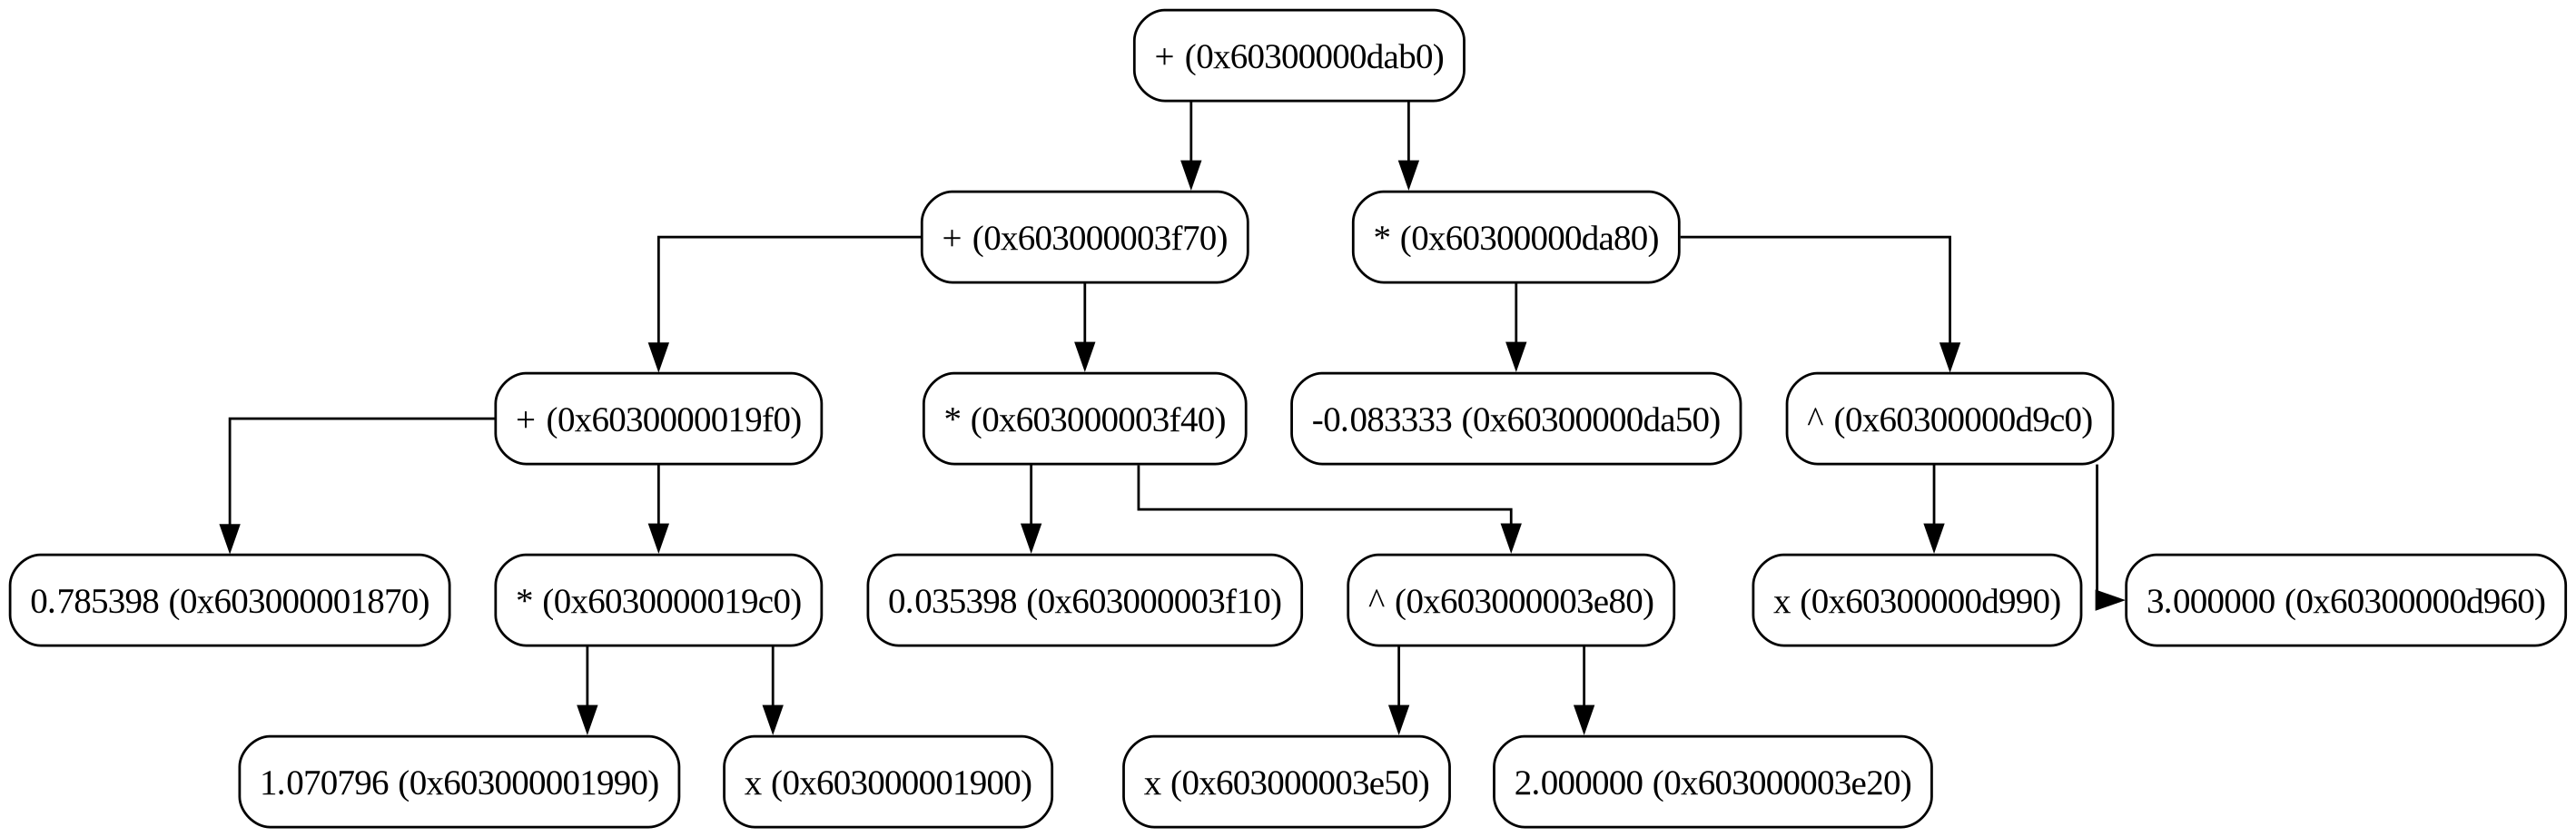 + (0x60300000dab0)
+ (0x603000003f70)
* (0x60300000da80)
+ (0x6030000019f0)
* (0x603000003f40)
-0.083333 (0x60300000da50)
^ (0x60300000d9c0)
0.785398 (0x603000001870)
* (0x6030000019c0)
0.035398 (0x603000003f10)
^ (0x603000003e80)
x (0x60300000d990)
3.000000 (0x60300000d960)
1.070796 (0x603000001990)
x (0x603000001900)
x (0x603000003e50)
2.000000 (0x603000003e20)